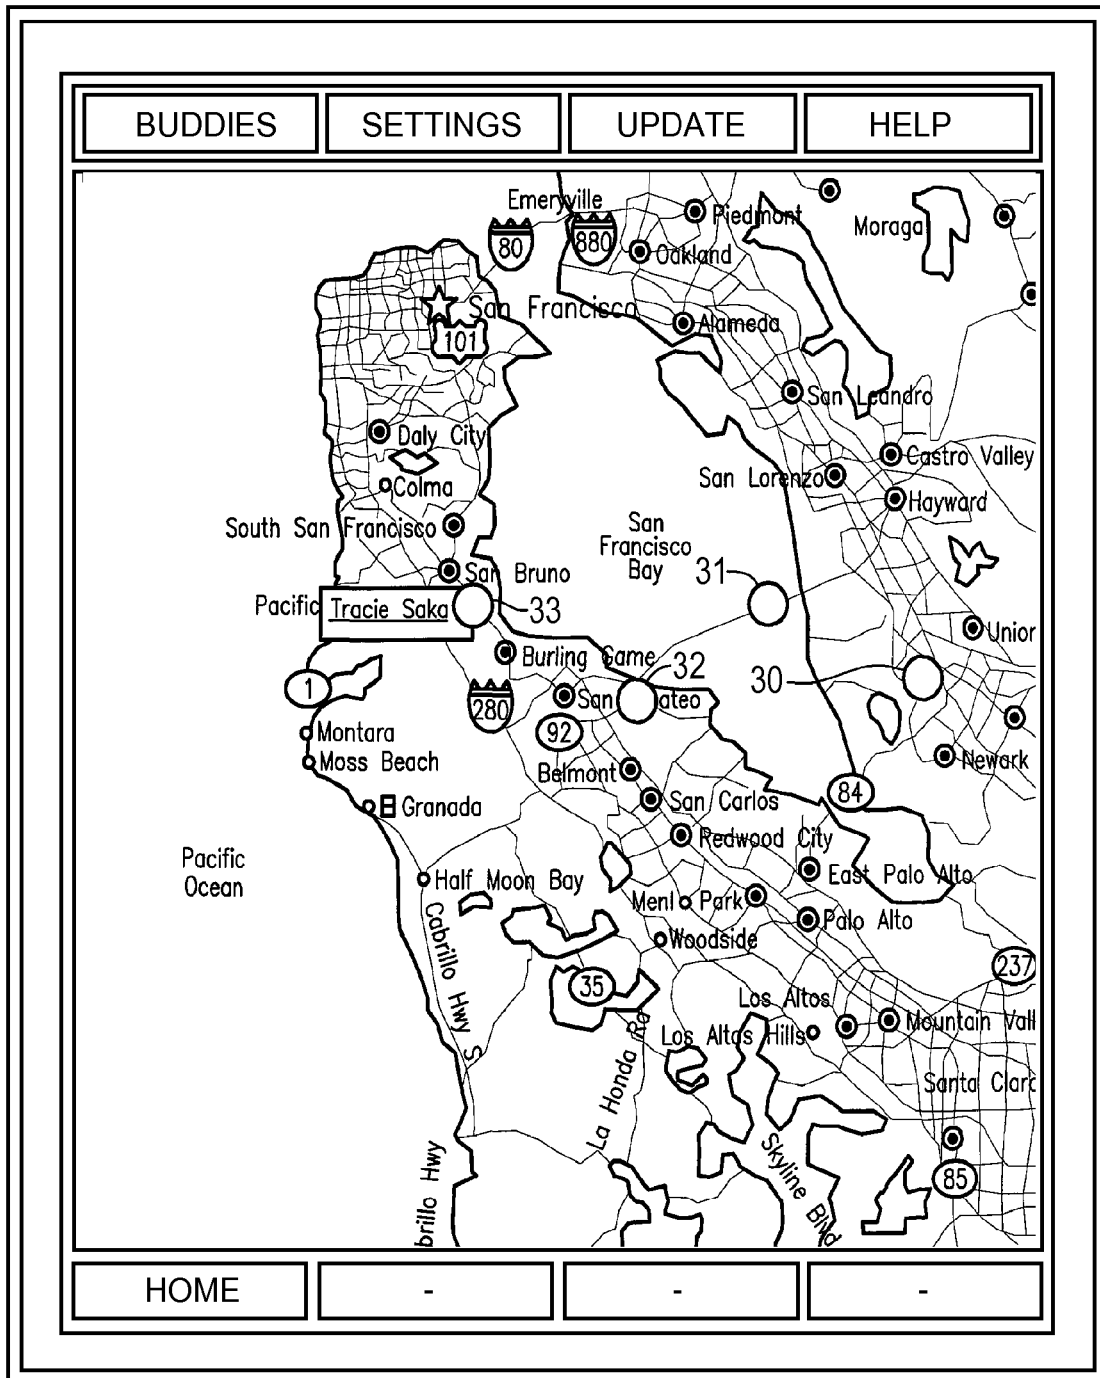 BUDDIES
SETTINGS
UPDATE
HELP
Emeryville
Piedmont
Moraga
80
880
Oakland
San Francisco
Alameda
101
San Leandro
Daly City
Castro Valley
San Lorenzo
Colma
Hayward
South San Francisco
San
Francisco
Bay
San Bruno
31
Pacific
Tracie Saka
33
Union
Burling Game
32
30
1
280
San Mateo
92
Montara
Moss Beach
Belmont
Newark
84
San Carlos
Granada
Redwood City
Pacific
Ocean
East Palo Alto
Half Moon Bay
Menl Park
Palo Alto
Woodside
Cabrillo Hwy S
237
35
Los Altos
Mountain Vall
Los Altos Hills
La Honda Rd
Santa Clara
Skyline Blvd
85
brillo Hwy
HOME
-
-
-